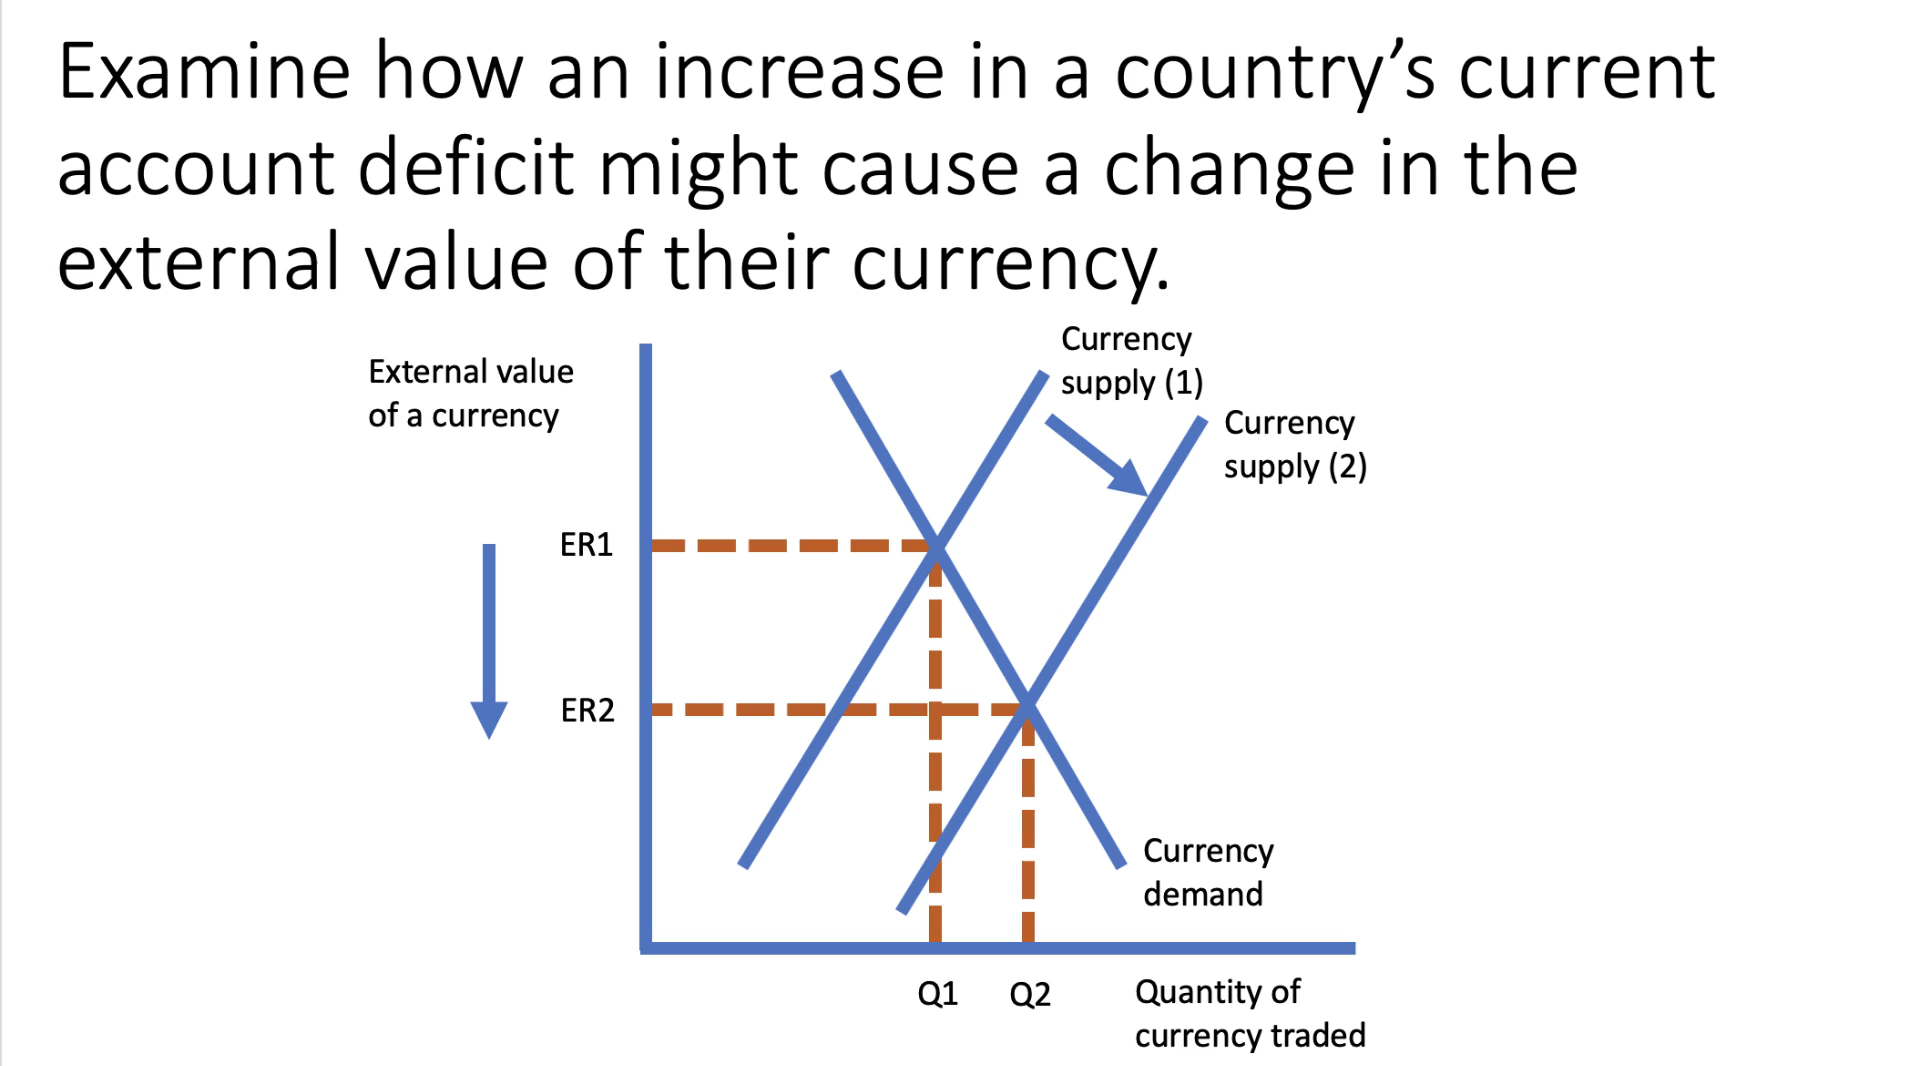 Examine how an increase in a country’s current
account deficit might cause a change in the
external value of their currency.
External value
of a currency
Currency
supply (1)
Currency
supply (2)
ER1
ER2
Currency
demand
Q1
Q2
Quantity of
currency traded